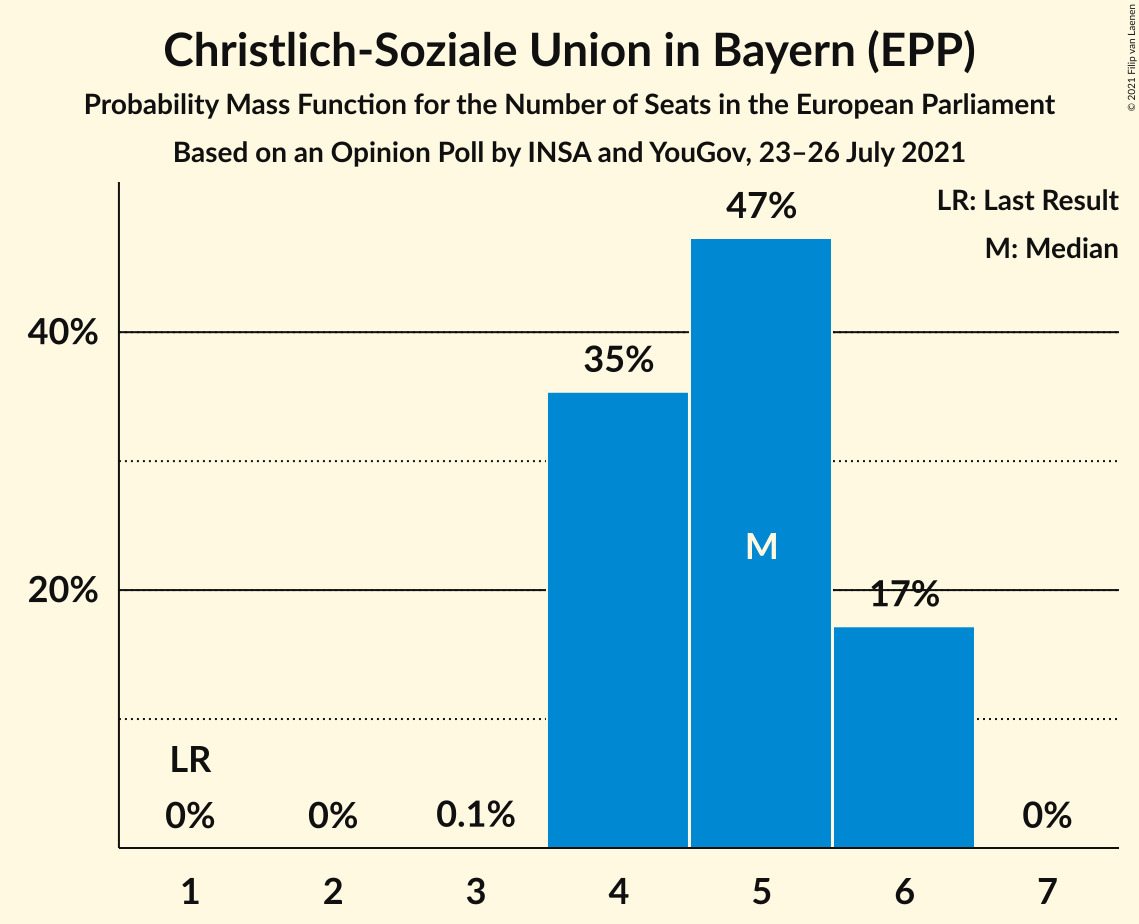 Christlich-Soziale Union in Bayern (EPP)
Probability Mass Function for the Number of Seats in the European Parliament
Based on an Opinion Poll by INSA and YouGov, 23–26 July 2021
© 2021 Filip van Laenen
LR: Last Result
M: Median
47%
40%
35%
M
20%
17%
LR
0%
0%
0.1%
0%
1
2
3
4
5
6
7